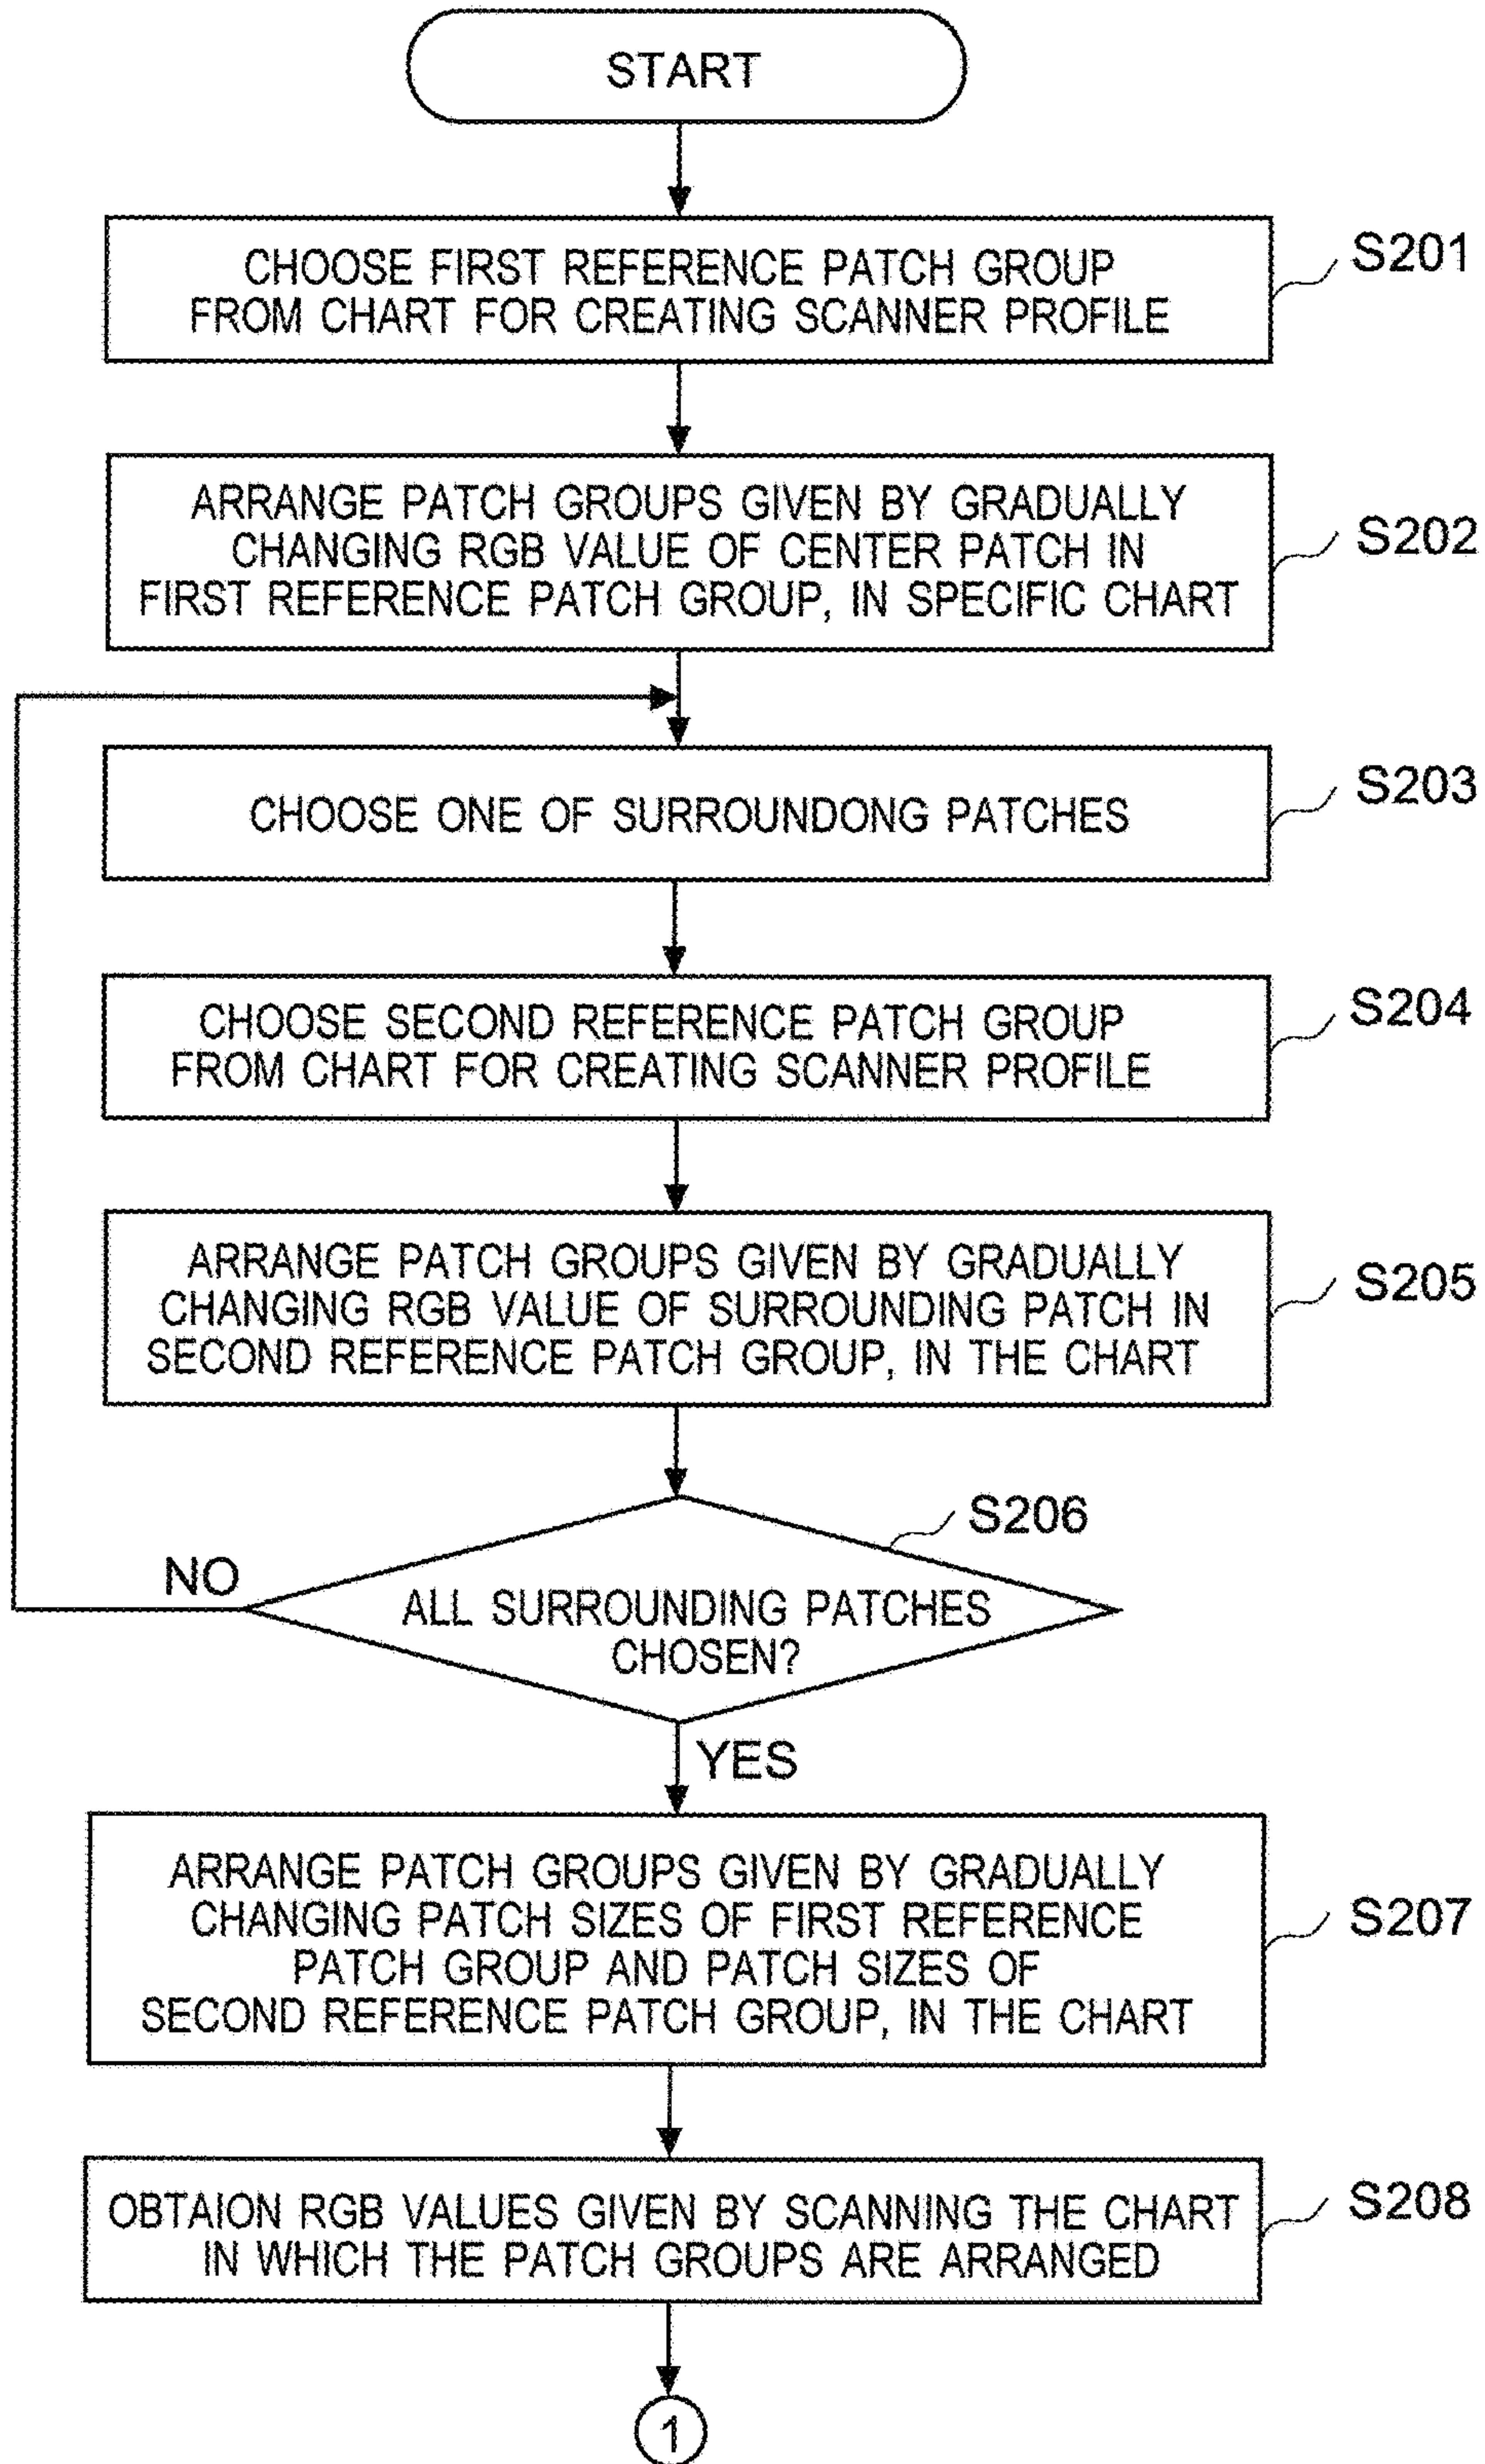 START
CHOOSE FIRST REFERENCE PATCH GROUP
FROM CHART FOR CREATING SCANNER PROFILE
S201
ARRANGE PATCH GROUPS GIVEN BY GRADUALLY
CHANGING RGB VALUE OF CENTER PATCH IN
FIRST REFERENCE PATCH GROUP, IN SPECIFIC CHART
S202
CHOOSE ONE OF SURROUNDONG PATCHES
S203
CHOOSE SECOND REFERENCE PATCH GROUP
FROM CHART FOR CREATING SCANNER PROFILE
S204
ARRANGE PATCH GROUPS GIVEN BY GRADUALLY
CHANGING RGB VALUE OF SURROUNDING PATCH IN
SECOND REFERENCE PATCH GROUP, IN THE CHART
S205
S206
NO
ALL SURROUNDING PATCHES
CHOSEN?
YES
ARRANGE PATCH GROUPS GIVEN BY GRADUALLY
CHANGING PATCH SIZES OF FIRST REFERENCE
PATCH GROUP AND PATCH SIZES OF
SECOND REFERENCE PATCH GROUP, IN THE CHART
S207
OBTAION RGB VALUES GIVEN BY SCANNING THE CHART
IN WHICH THE PATCH GROUPS ARE ARRANGED
S208
1